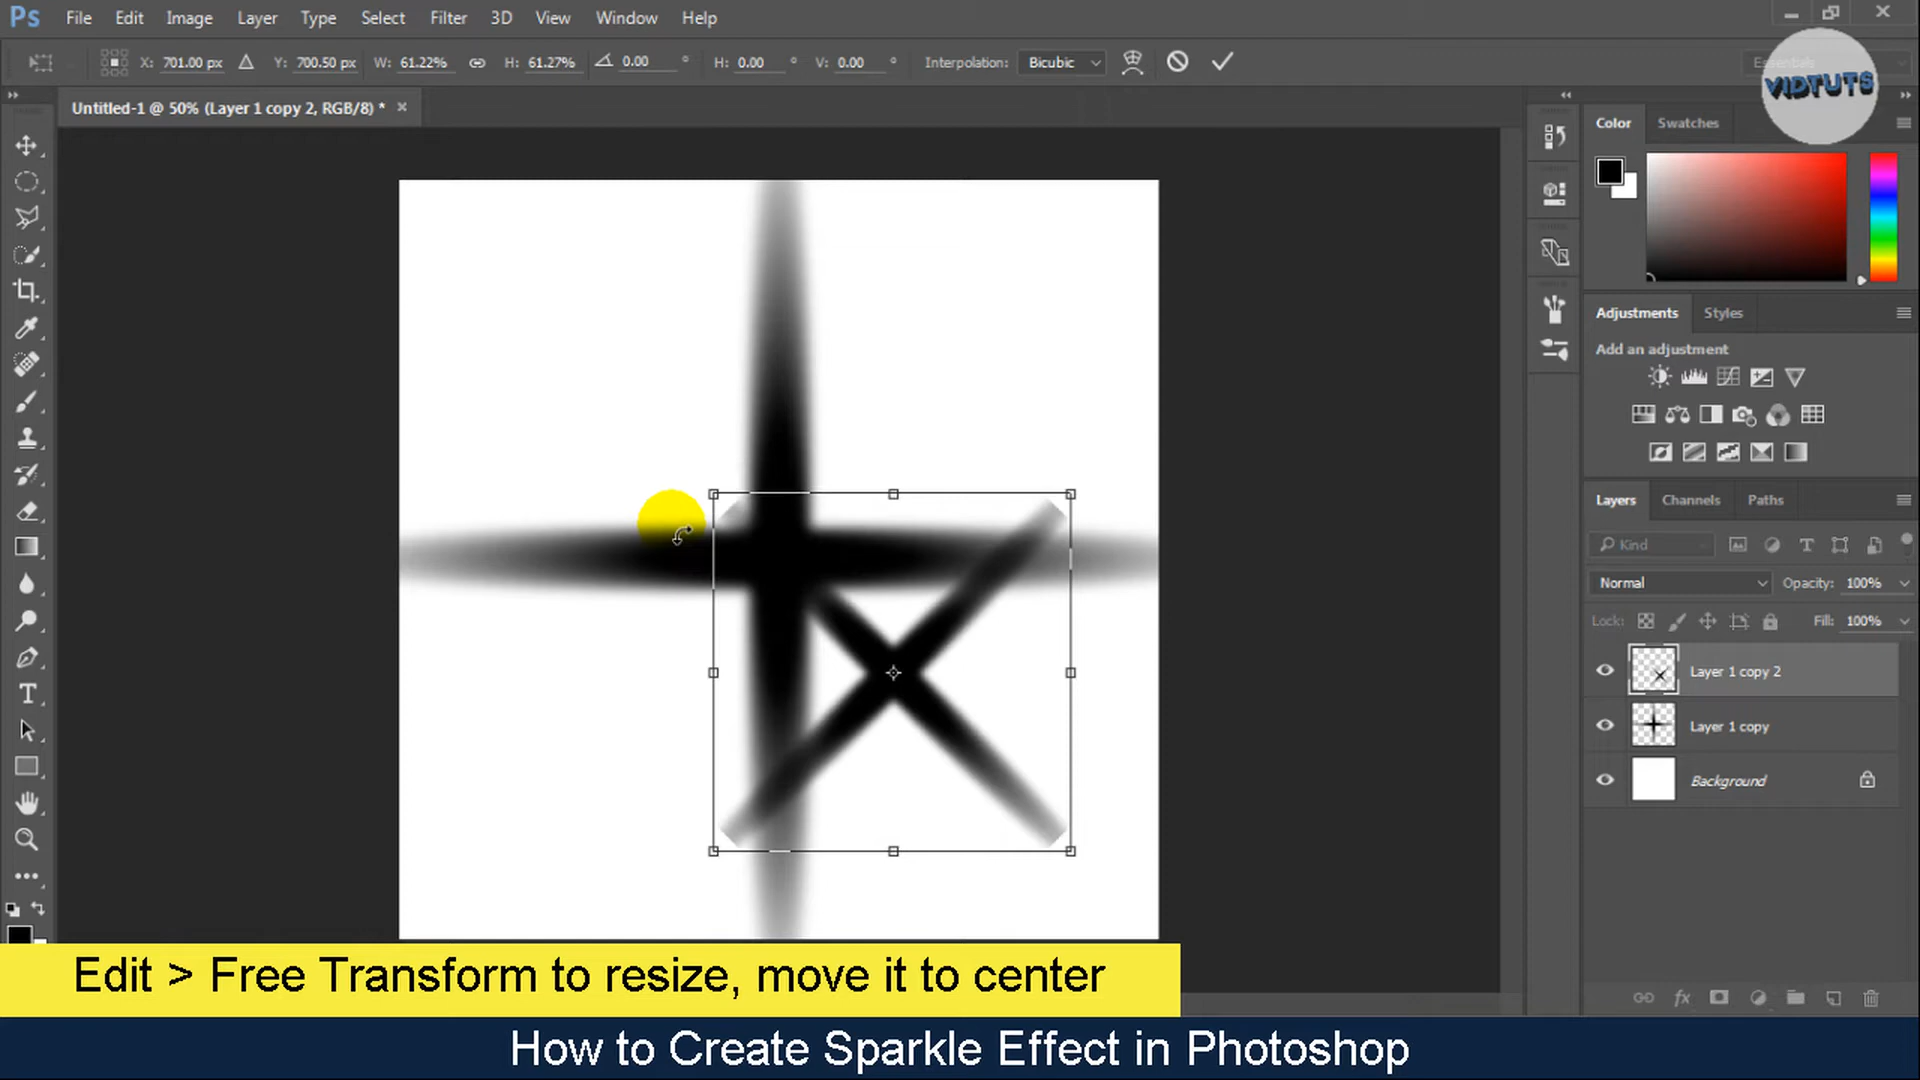 Ps File Edit Image Layer Type Select Filter 3D View Window Help
X: 701.00 px Y: 700.50 px W: 61.22% H: 61.27% 0.00 ° H: 0.00 ° V: 0.00 ° Interpolation: Bicubic Essentials
VIDTUTS
Untitled-1 @ 50% (Layer 1 copy 2, RGB/8) *
Color Swatches
Adjustments Styles
Add an adjustment
Layers Channels Paths
Kind
Normal Opacity: 100%
Lock: Fill: 100%
Layer 1 copy 2
Layer 1 copy
Background
fx
Edit > Free Transform to resize, move it to center
How to Create Sparkle Effect in Photoshop